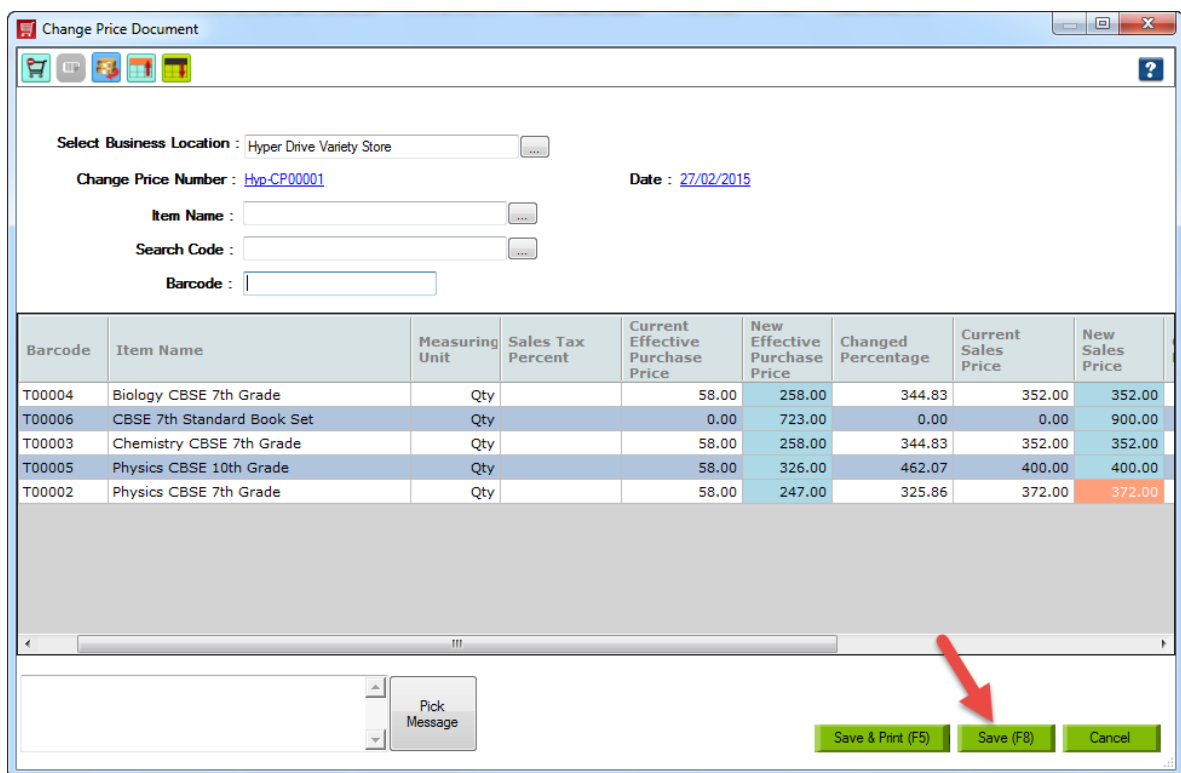 Change Price Document
?
Select Business Location : Hyper Drive Variety Store ...
Change Price Number : Hyp-CP00001 Date : 27/02/2015
Item Name : ...
Search Code : ...
Barcode :
Barcode Item Name Measuring Unit Sales Tax Percent Current Effective Purchase Price New Effective Purchase Price Changed Percentage Current Sales Price New Sales Price
T00004 Biology CBSE 7th Grade Qty 58.00 258.00 344.83 352.00 352.00
T00006 CBSE 7th Standard Book Set Qty 0.00 723.00 0.00 0.00 900.00
T00003 Chemistry CBSE 7th Grade Qty 58.00 258.00 344.83 352.00 352.00
T00005 Physics CBSE 10th Grade Qty 58.00 326.00 462.07 400.00 400.00
T00002 Physics CBSE 7th Grade Qty 58.00 247.00 325.86 372.00 372.00
Pick
Message
Save & Print (F5) Save (F8) Cancel